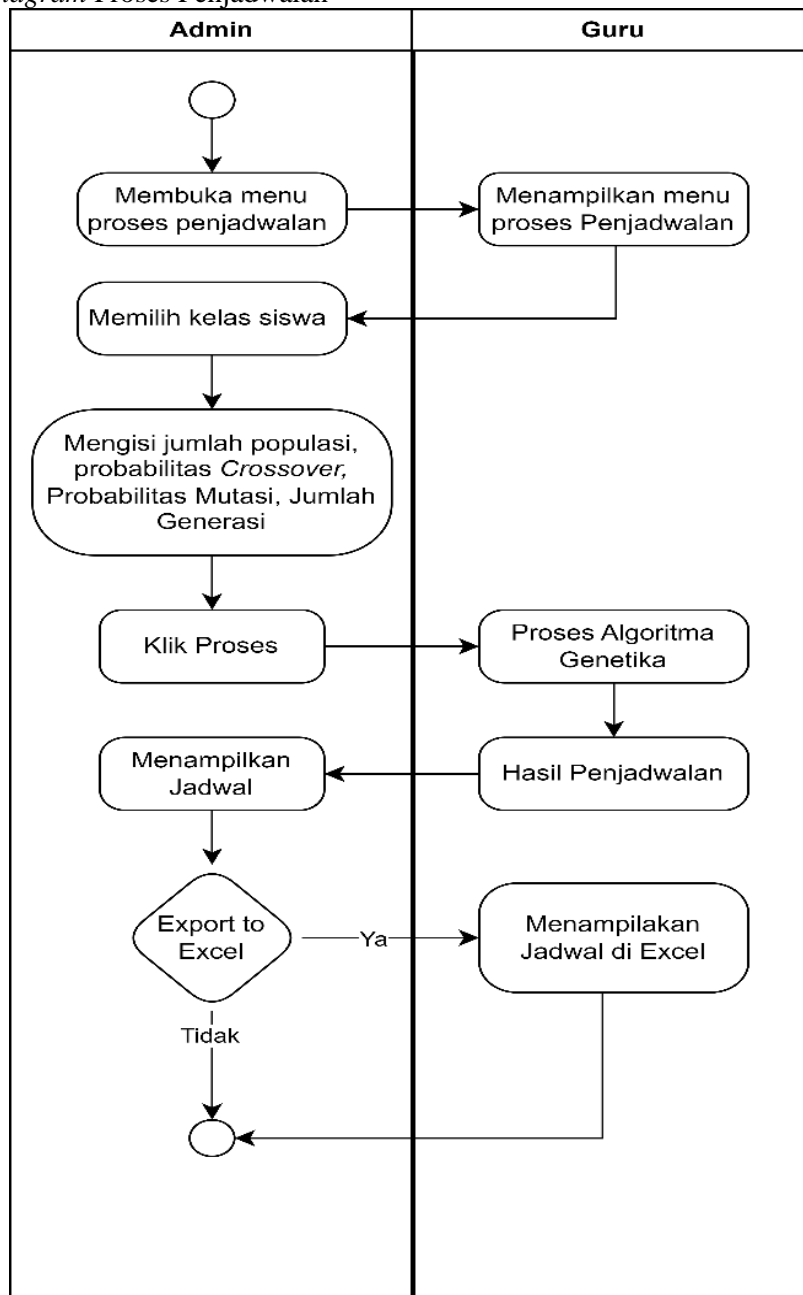 Proses Penjadwalan
Admin
Guru
Membuka menu
proses penjadwalan
Menampilkan menu
proses Penjadwalan
Memilih kelas siswa
Mengisi jumlah populasi,
probabilitas Crossover,
Probabilitas Mutasi, Jumlah
Generasi
Klik Proses
Proses Algoritma
Genetika
Menampilkan
Jadwal
Hasil Penjadwalan
Export to
Excel
Ya
Menampilakan
Jadwal di Excel
Tidak